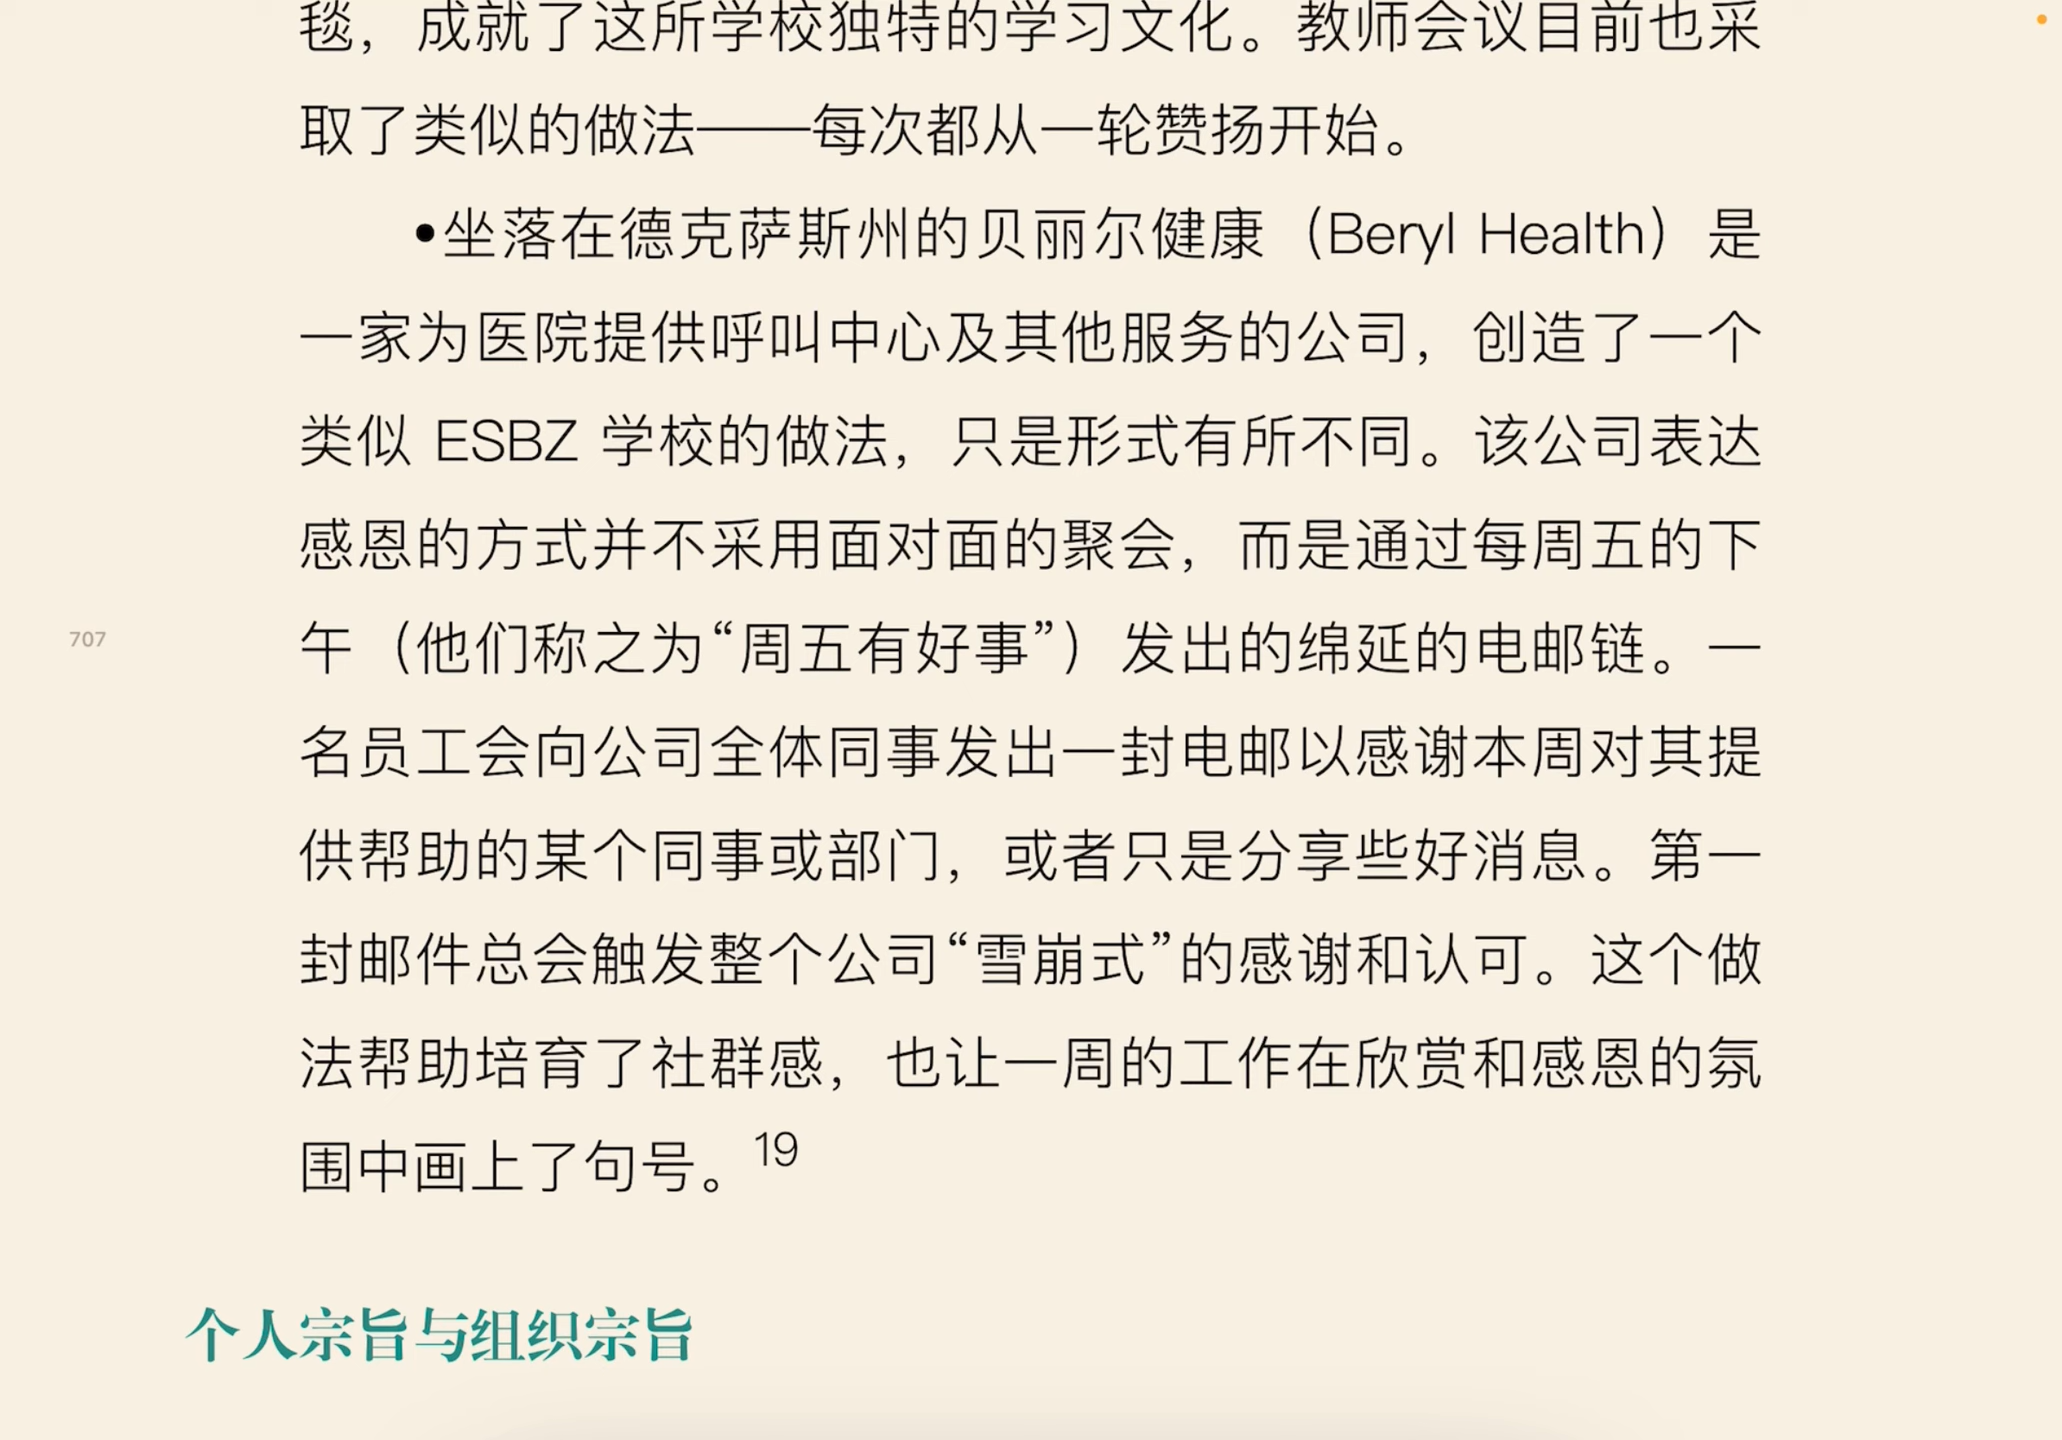 毯，成就了这所学校独特的学习文化。教师会议目前也采
取了类似的做法——每次都从一轮赞扬开始。
•坐落在德克萨斯州的贝丽尔健康（Beryl Health）是
一家为医院提供呼叫中心及其他服务的公司，创造了一个
类似 ESBZ 学校的做法，只是形式有所不同。该公司表达
感恩的方式并不采用面对面的聚会，而是通过每周五的下
午（他们称之为“周五有好事”）发出的绵延的电邮链。一
名员工会向公司全体同事发出一封电邮以感谢本周对其提
供帮助的某个同事或部门，或者只是分享些好消息。第一
封邮件总会触发整个公司“雪崩式”的感谢和认可。这个做
法帮助培育了社群感，也让一周的工作在欣赏和感恩的氛
围中画上了句号。19
707
个人宗旨与组织宗旨